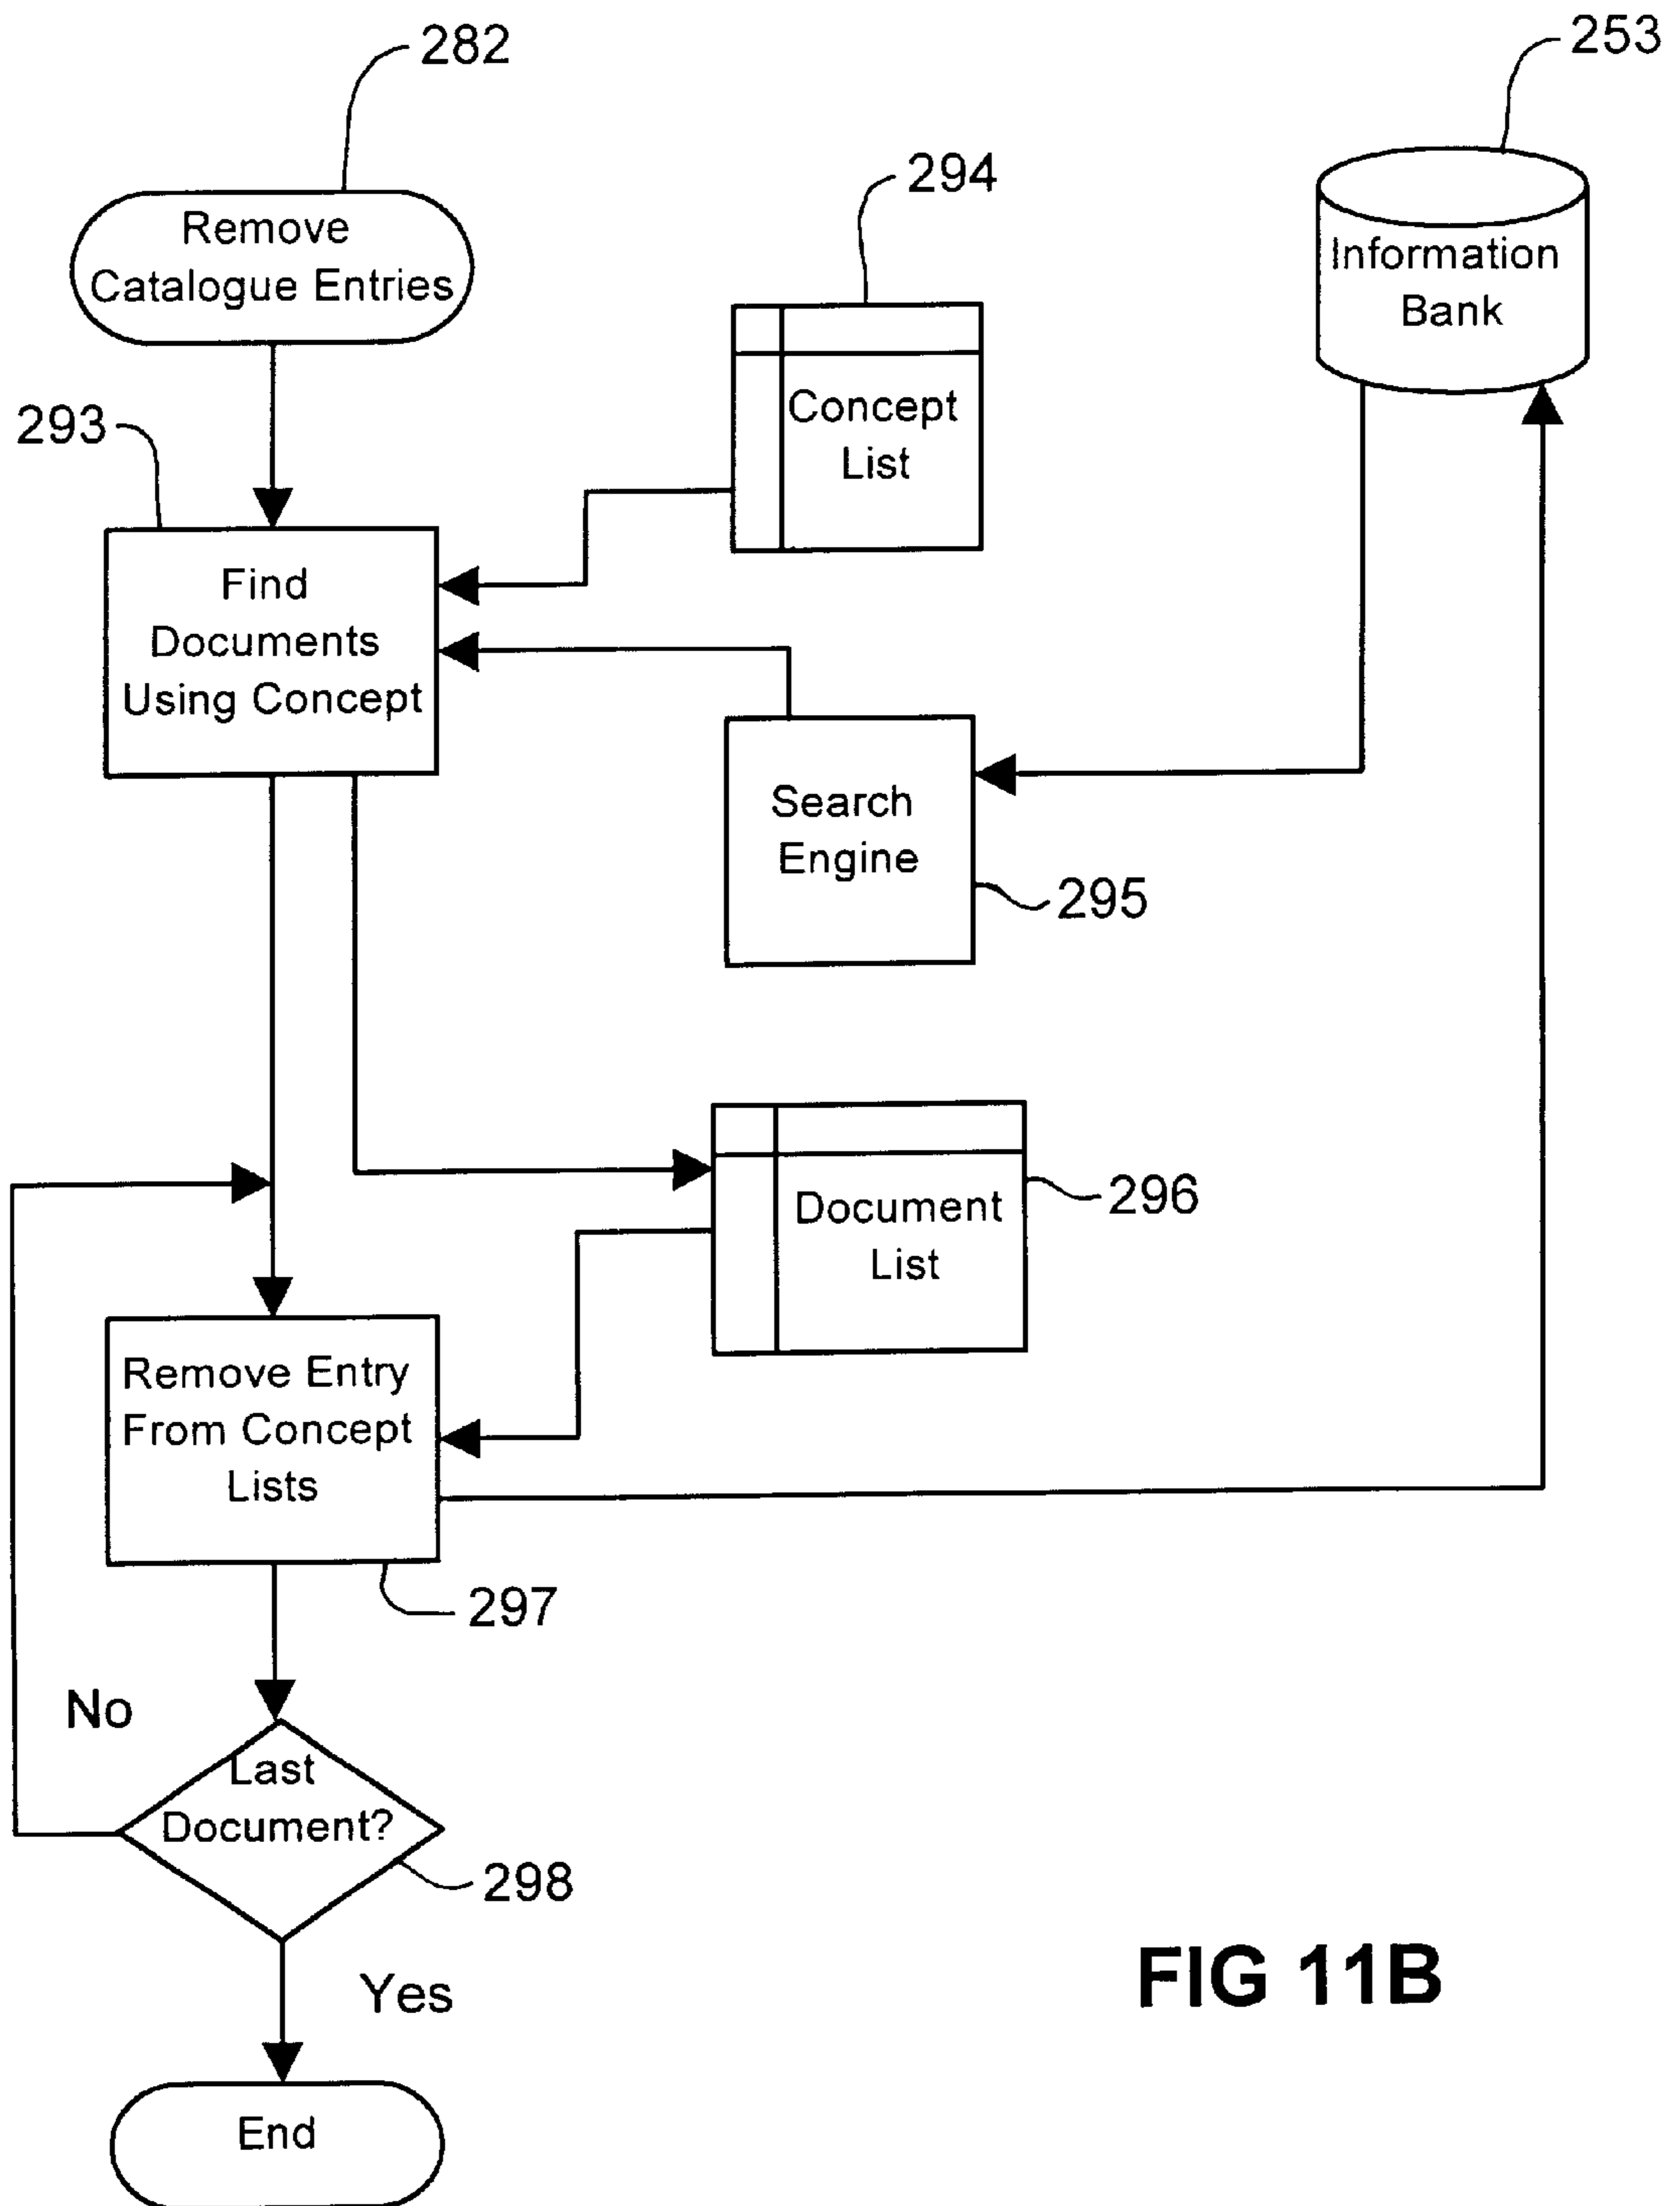 282
253
294
Remove
Catalogue Entries
Information
Bank
Concept
List
293
Find
Documents
Using Concept
Search
Engine
295
296
Document
List
Remove Entry
From Concept
Lists
297
No
Last
Document?
298
Yes
FIG 11B
End